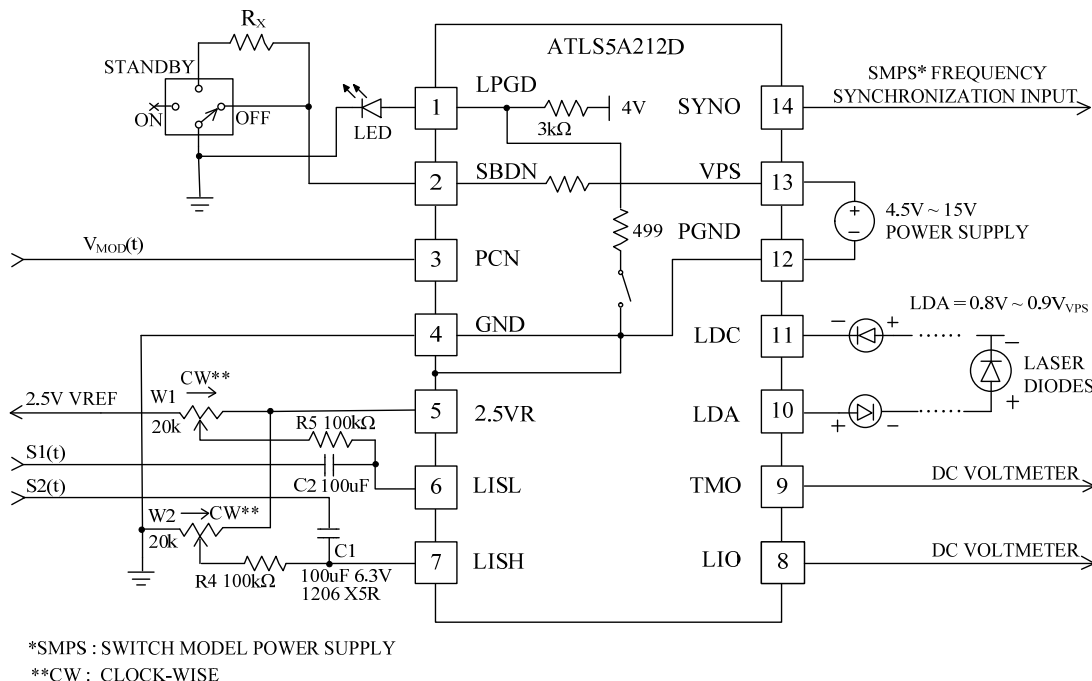 RX
ATLS5A212D
STANDBY
ON
OFF
LED
1
LPGD
3kΩ
4V
SYNO
14
SMPS* FREQUENCY
SYNCHRONIZATION INPUT
2
SBDN
VPS
13
4.5V ~ 15V
POWER SUPPLY
499
PGND
12
VMOD(t)
3
PCN
4
GND
LDC
11
LDA = 0.8V ~ 0.9VVPS
LASER
DIODES
2.5V VREF
W1
CW**
20k
5
2.5VR
LDA
10
R5 100kΩ
S1(t)
C2 100uF
6
LISL
TMO
9
DC VOLTMETER
S2(t)
W2
CW**
20k
C1
100uF 6.3V
1206 X5R
R4 100kΩ
7
LISH
LIO
8
DC VOLTMETER
*SMPS : SWITCH MODEL POWER SUPPLY
**CW : CLOCK-WISE